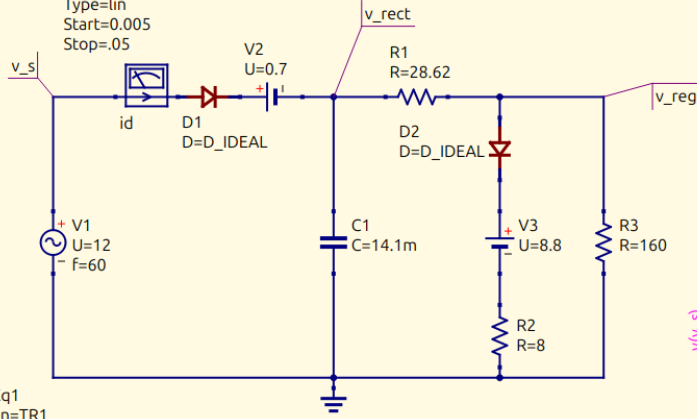 Type=lin
Start=0.005
Stop=.05
v_s
id
D1
D=D_IDEAL
V2
U=0.7
+
v_rect
R1
R=28.62
v_reg
D2
D=D_IDEAL
+
V1
U=12
f=60
C1
C=14.1m
+
V3
U=8.8
R3
R=160
R2
R=8
q1
n=TR1